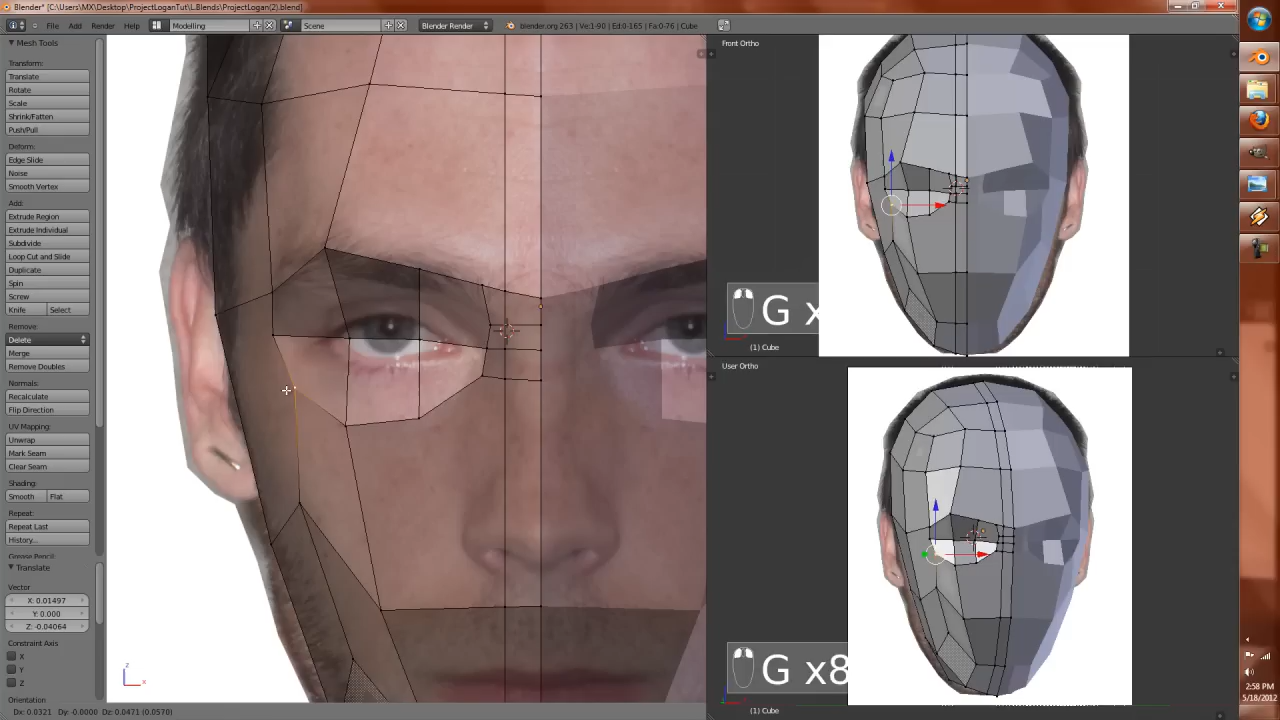 Blender* [C:\Users\MX\Desktop\ProjectLoganTut\1.Blends\ProjectLogan(2).blend]
File Add Render Help Modelling Scene Blender Render blender.org 263 | Ve:1-90 | Ed:0-165 | Fa:0-76 | Cube
Mesh Tools
Transform:
Translate
Rotate
Scale
Shrink/Fatten
Push/Pull
Deform:
Edge Slide
Noise
Smooth Vertex
Add:
Extrude Region
Extrude Individual
Subdivide
Loop Cut and Slide
Duplicate
Spin
Screw
Knife Select
Remove:
Delete
Merge
Remove Doubles
Normals:
Recalculate
Flip Direction
UV Mapping:
Unwrap
Mark Seam
Clear Seam
Shading:
Smooth Flat
Repeat:
Repeat Last
History...
Grease Pencil:
Translate
Vector
X: 0.01497
Y: 0.000
Z: -0.04064
Constraint Axis
X
Y
Z
Orientation
z
x
Dx: 0.0321 Dy: -0.0000 Dz: 0.0471 (0.0570)
Front Ortho
G x
(1) Cube
User Ortho
G x8
(1) Cube
2:58 PM
5/18/2012